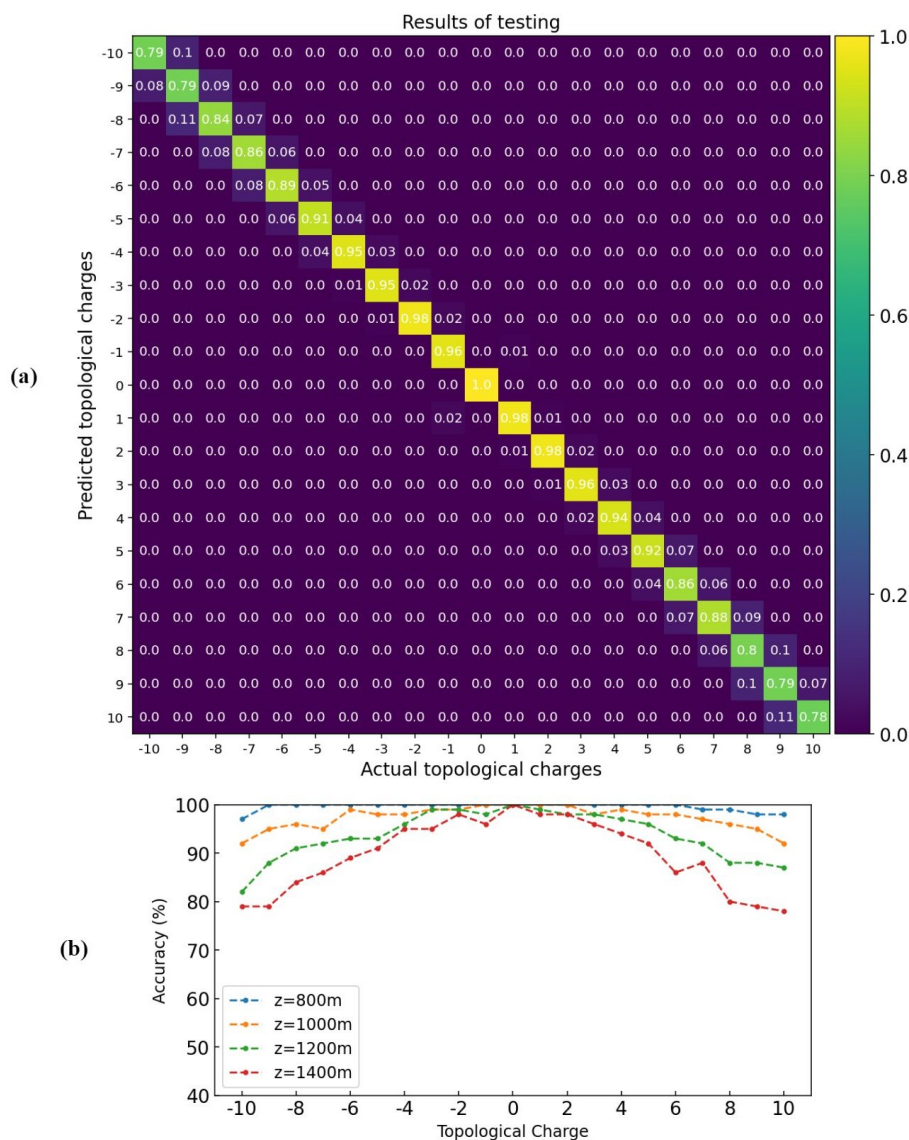 (a)
Results of testing
Predicted topological charges
-10 0.79 0.1 0.0 0.0 0.0 0.0 0.0 0.0 0.0 0.0 0.0 0.0 0.0 0.0 0.0 0.0 0.0 0.0 0.0 0.0 0.0
-9 0.08 0.79 0.09 0.0 0.0 0.0 0.0 0.0 0.0 0.0 0.0 0.0 0.0 0.0 0.0 0.0 0.0 0.0 0.0 0.0 0.0
-8 0.0 0.11 0.84 0.07 0.0 0.0 0.0 0.0 0.0 0.0 0.0 0.0 0.0 0.0 0.0 0.0 0.0 0.0 0.0 0.0 0.0
-7 0.0 0.0 0.08 0.86 0.06 0.0 0.0 0.0 0.0 0.0 0.0 0.0 0.0 0.0 0.0 0.0 0.0 0.0 0.0 0.0 0.0
-6 0.0 0.0 0.0 0.08 0.89 0.05 0.0 0.0 0.0 0.0 0.0 0.0 0.0 0.0 0.0 0.0 0.0 0.0 0.0 0.0 0.0
-5 0.0 0.0 0.0 0.0 0.06 0.91 0.04 0.0 0.0 0.0 0.0 0.0 0.0 0.0 0.0 0.0 0.0 0.0 0.0 0.0 0.0
-4 0.0 0.0 0.0 0.0 0.0 0.04 0.95 0.03 0.0 0.0 0.0 0.0 0.0 0.0 0.0 0.0 0.0 0.0 0.0 0.0 0.0
-3 0.0 0.0 0.0 0.0 0.0 0.0 0.01 0.95 0.02 0.0 0.0 0.0 0.0 0.0 0.0 0.0 0.0 0.0 0.0 0.0 0.0
-2 0.0 0.0 0.0 0.0 0.0 0.0 0.0 0.01 0.98 0.02 0.0 0.0 0.0 0.0 0.0 0.0 0.0 0.0 0.0 0.0 0.0
-1 0.0 0.0 0.0 0.0 0.0 0.0 0.0 0.0 0.0 0.96 0.0 0.01 0.0 0.0 0.0 0.0 0.0 0.0 0.0 0.0 0.0
0 0.0 0.0 0.0 0.0 0.0 0.0 0.0 0.0 0.0 0.0 1.0 0.0 0.0 0.0 0.0 0.0 0.0 0.0 0.0 0.0 0.0
1 0.0 0.0 0.0 0.0 0.0 0.0 0.0 0.0 0.0 0.02 0.0 0.98 0.01 0.0 0.0 0.0 0.0 0.0 0.0 0.0 0.0
2 0.0 0.0 0.0 0.0 0.0 0.0 0.0 0.0 0.0 0.0 0.0 0.01 0.98 0.02 0.0 0.0 0.0 0.0 0.0 0.0 0.0
3 0.0 0.0 0.0 0.0 0.0 0.0 0.0 0.0 0.0 0.0 0.0 0.0 0.01 0.96 0.03 0.0 0.0 0.0 0.0 0.0 0.0
4 0.0 0.0 0.0 0.0 0.0 0.0 0.0 0.0 0.0 0.0 0.0 0.0 0.0 0.02 0.94 0.04 0.0 0.0 0.0 0.0 0.0
5 0.0 0.0 0.0 0.0 0.0 0.0 0.0 0.0 0.0 0.0 0.0 0.0 0.0 0.0 0.03 0.92 0.07 0.0 0.0 0.0 0.0
6 0.0 0.0 0.0 0.0 0.0 0.0 0.0 0.0 0.0 0.0 0.0 0.0 0.0 0.0 0.0 0.04 0.86 0.06 0.0 0.0 0.0
7 0.0 0.0 0.0 0.0 0.0 0.0 0.0 0.0 0.0 0.0 0.0 0.0 0.0 0.0 0.0 0.0 0.07 0.88 0.09 0.0 0.0
8 0.0 0.0 0.0 0.0 0.0 0.0 0.0 0.0 0.0 0.0 0.0 0.0 0.0 0.0 0.0 0.0 0.0 0.06 0.8 0.1 0.0
9 0.0 0.0 0.0 0.0 0.0 0.0 0.0 0.0 0.0 0.0 0.0 0.0 0.0 0.0 0.0 0.0 0.0 0.0 0.1 0.79 0.07
10 0.0 0.0 0.0 0.0 0.0 0.0 0.0 0.0 0.0 0.0 0.0 0.0 0.0 0.0 0.0 0.0 0.0 0.0 0.0 0.11 0.78
-10 -9 -8 -7 -6 -5 -4 -3 -2 -1 0 1 2 3 4 5 6 7 8 9 10
Actual topological charges
1.0
0.8
0.6
0.4
0.2
0.0
(b)
Accuracy (%)
100
90
80
70
60
50
40
z=800m
z=1000m
z=1200m
z=1400m
-10 -8 -6 -4 -2 0 2 4 6 8 10
Topological Charge